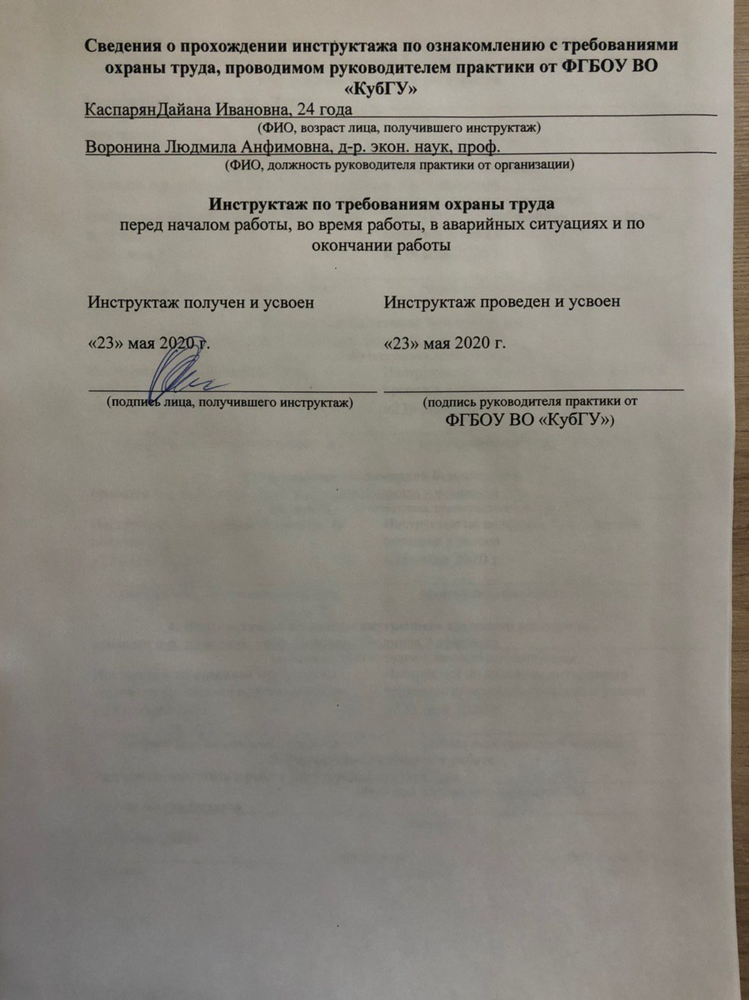 Сведения о прохождении инструктажа по ознакомлению с требованиями
охраны труда, проводимом руководителем практики от ФГБОУ ВО
«КубГУ»
КаспарянДайана Ивановна, 24 года
(ФИО, возраст лица, получившего инструктаж)
Воронина Людмила Анфимовна, д-р. экон. наук, проф.
(ФИО, должность руководителя практики от организации)
Инструктаж по требованиям охраны труда
перед началом работы, во время работы, в аварийных ситуациях и по
окончании работы
Инструктаж получен и усвоен
Инструктаж проведен и усвоен
«23» мая 2020 г.
«23» мая 2020 г.
(подпись лица, получившего инструктаж)
(подпись руководителя практики от
ФГБОУ ВО «КубГУ»)